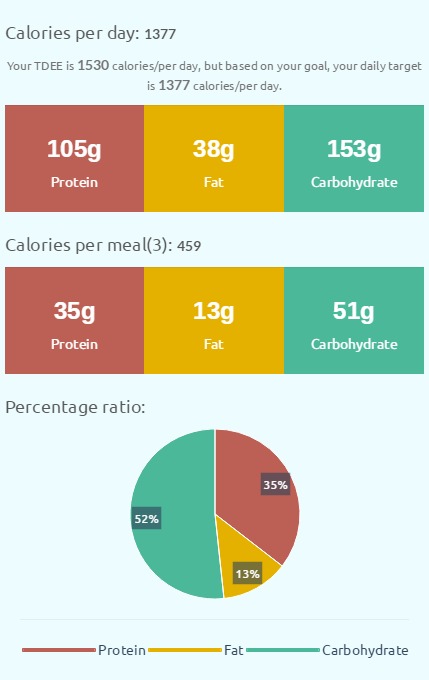 Calories per day: 1377
Your TDEE is 1530 calories/per day, but based on your goal, your daily target
is 1377 calories/per day.
105g 38g 153g
Protein Fat Carbohydrate
Calories per meal(3): 459
35g 13g 51g
Protein Fat Carbohydrate
Percentage ratio:
35%
52%
13%
Protein Fat Carbohydrate